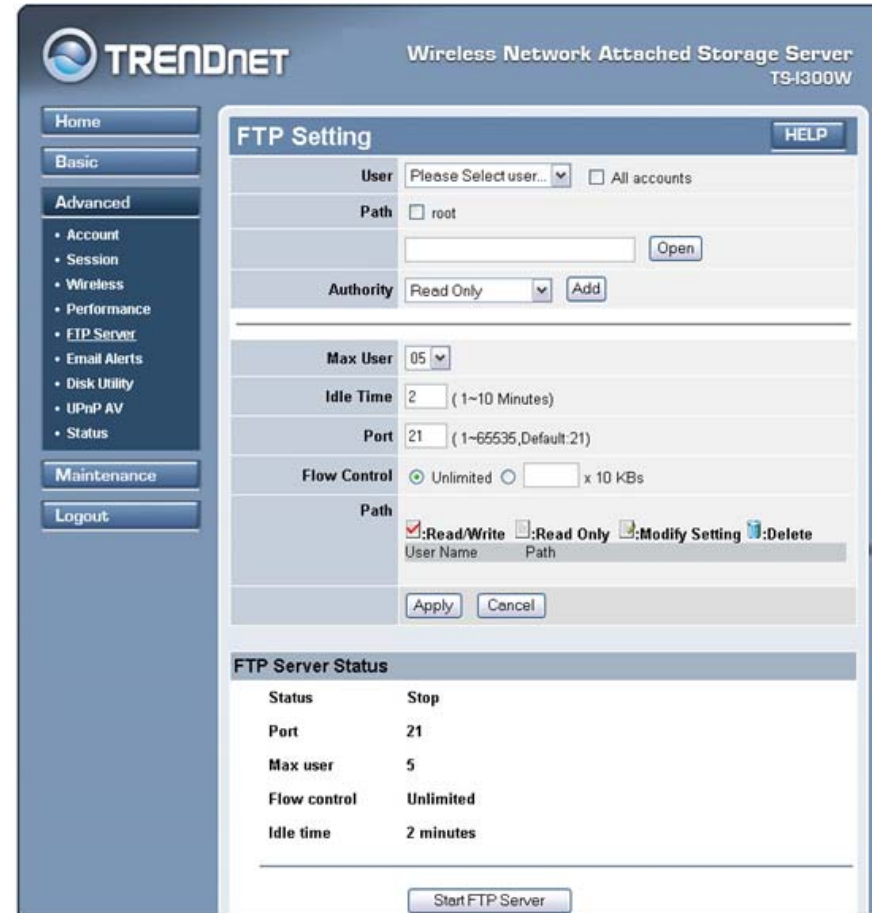 TRENDnet
Wireless Network Attached Storage Server
TS-I300W
Home
Basic
Advanced
• Account
• Session
• Wireless
• Performance
• FTP Server
• Email Alerts
• Disk Utility
• UPnP AV
• Status
Maintenance
Logout
FTP Setting HELP
User Please Select user... All accounts
Path root
Open
Authority Read Only Add
Max User 05
Idle Time 2 ( 1~10 Minutes)
Port 21 ( 1~65535,Default:21)
Flow Control Unlimited x 10 KBs
Path
:Read/Write :Read Only :Modify Setting :Delete
User Name Path
Apply Cancel
FTP Server Status
Status Stop
Port 21
Max user 5
Flow control Unlimited
Idle time 2 minutes
Start FTP Server